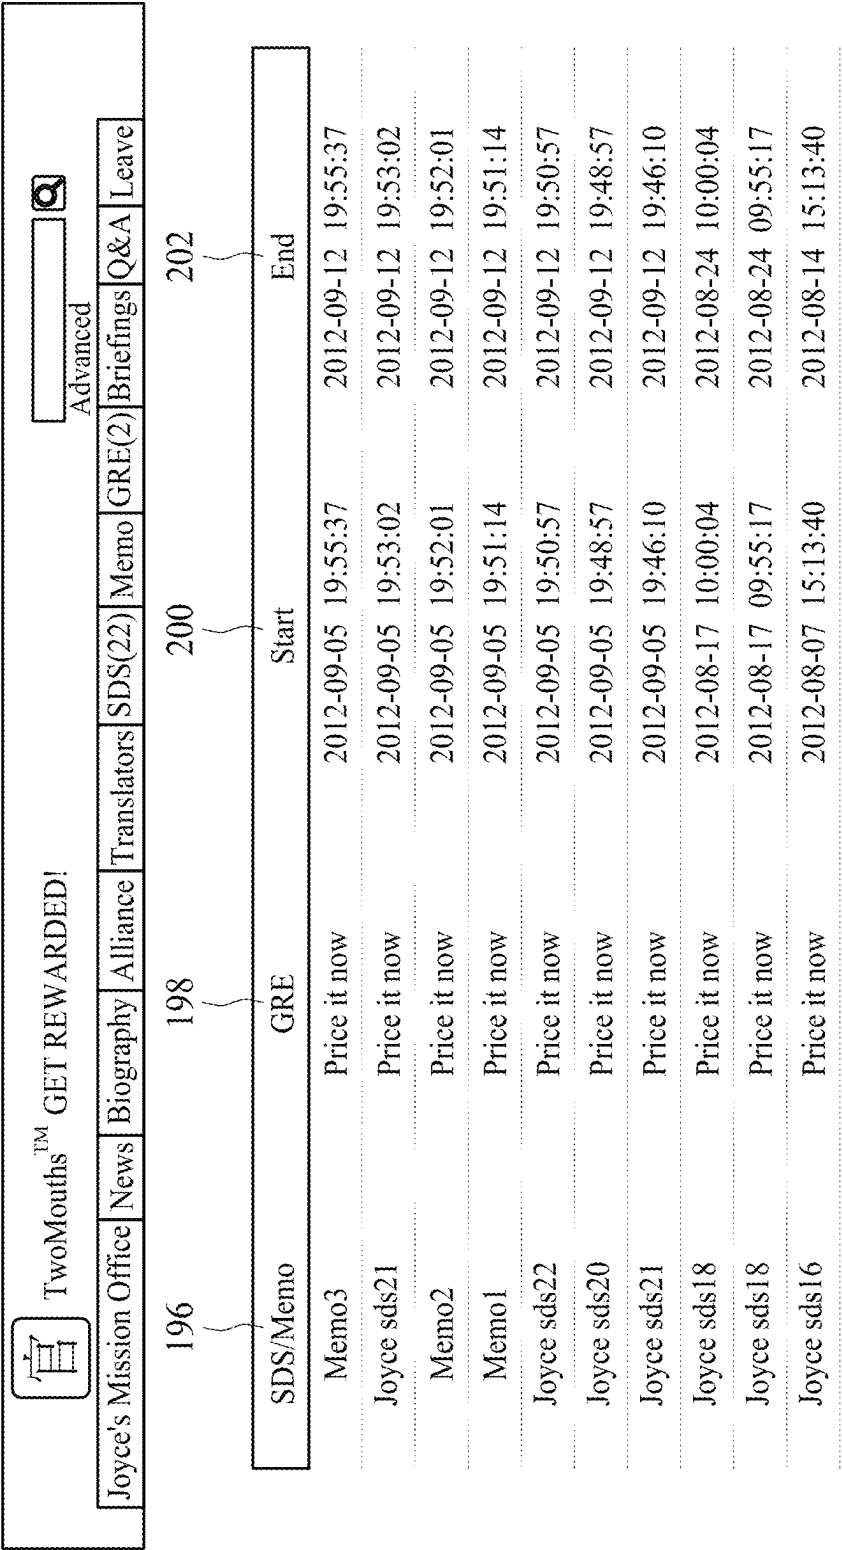 TwoMouths™ GET REWARDED!
Advanced
Joyce's Mission Office News Biography Alliance Translators SDS(22) Memo GRE(2) Briefings Q&A Leave
196 198 200 202
SDS/Memo GRE Start End
Memo3 Price it now 2012-09-05 19:55:37 2012-09-12 19:55:37
Joyce sds21 Price it now 2012-09-05 19:53:02 2012-09-12 19:53:02
Memo2 Price it now 2012-09-05 19:52:01 2012-09-12 19:52:01
Memo1 Price it now 2012-09-05 19:51:14 2012-09-12 19:51:14
Joyce sds22 Price it now 2012-09-05 19:50:57 2012-09-12 19:50:57
Joyce sds20 Price it now 2012-09-05 19:48:57 2012-09-12 19:48:57
Joyce sds21 Price it now 2012-09-05 19:46:10 2012-09-12 19:46:10
Joyce sds18 Price it now 2012-08-17 10:00:04 2012-08-24 10:00:04
Joyce sds18 Price it now 2012-08-17 09:55:17 2012-08-24 09:55:17
Joyce sds16 Price it now 2012-08-07 15:13:40 2012-08-14 15:13:40